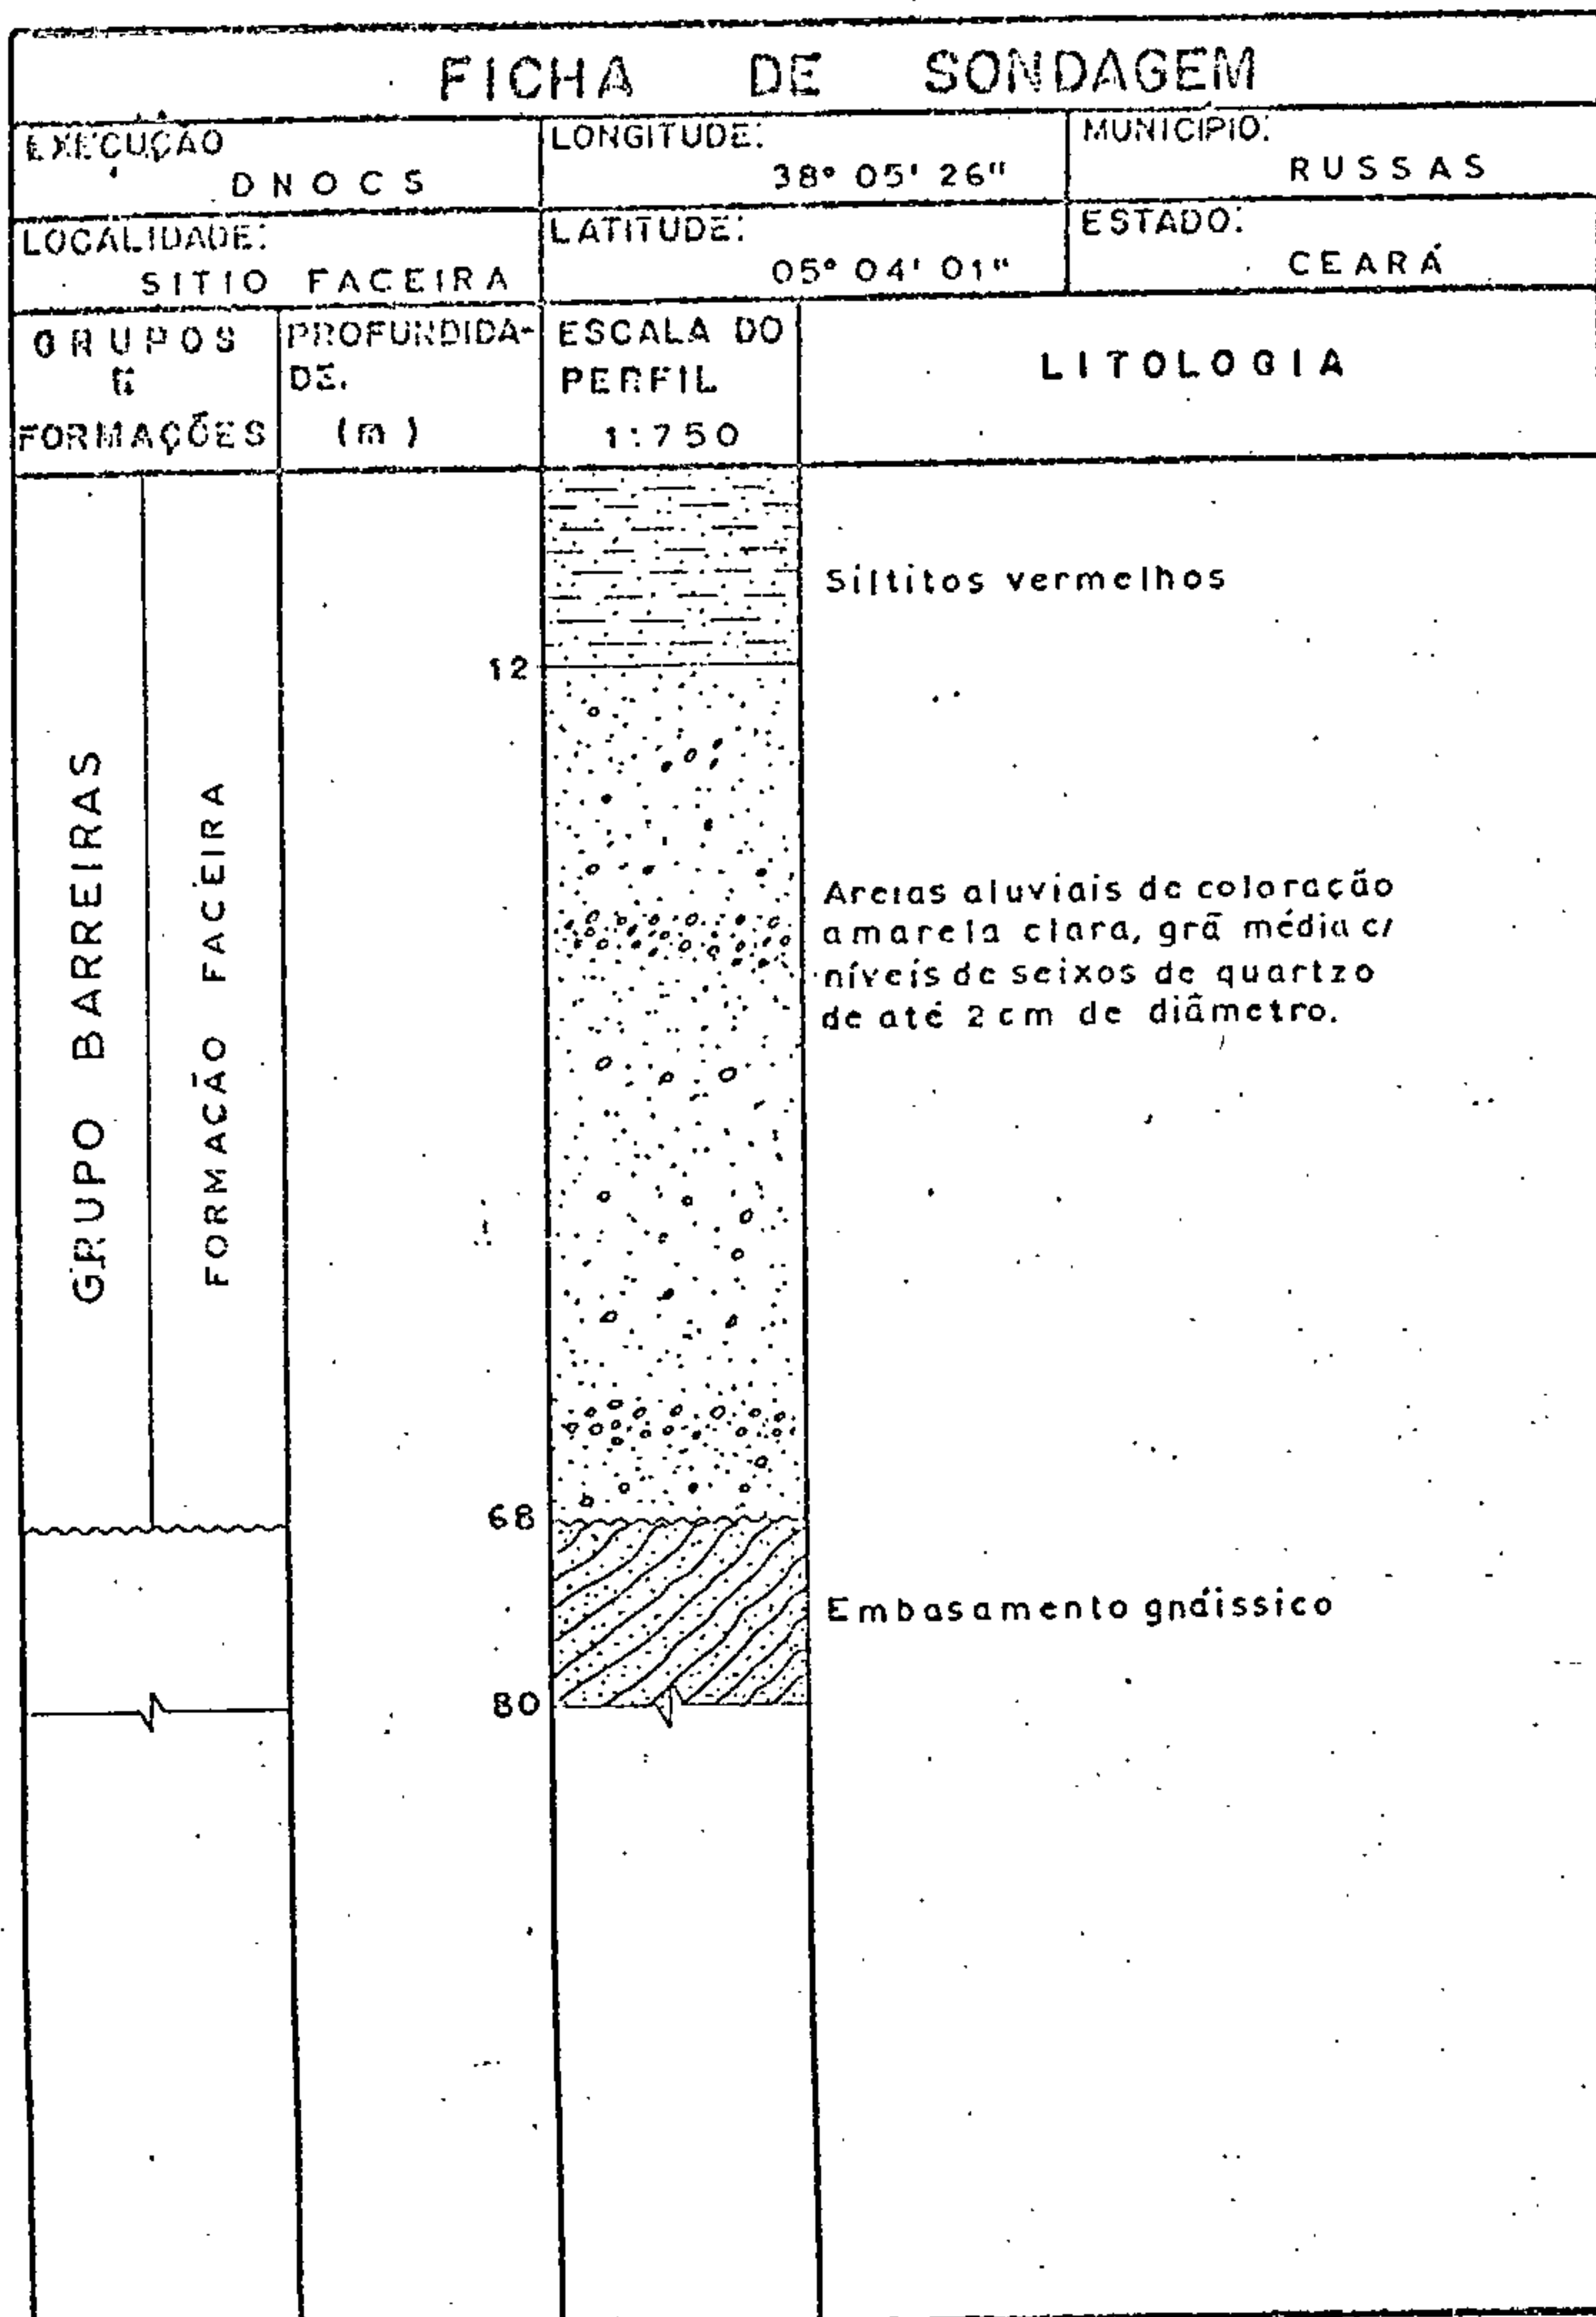 FICHA DE SONDAGEM
EXECUÇÃO
DNOCS
LONGITUDE:
38° 05' 26"
MUNICIPIO:
RUSSAS
LOCALIDADE:
SITIO FACEIRA
LATITUDE:
05° 04' 01"
ESTADO:
CEARÁ
GRUPOS
E
FORMAÇÕES
PROFUNDIDA-
DE.
(m)
ESCALA DO
PERFIL
1:750
LITOLOGIA
GRUPO BARREIRAS
FORMAÇÃO FACEIRA
Siltitos vermelhos
12
Areias aluviais de coloração
amarela clara, grã média c/
níveis de seixos de quartzo
de até 2 cm de diâmetro.
68
Embasamento gnáissico
80